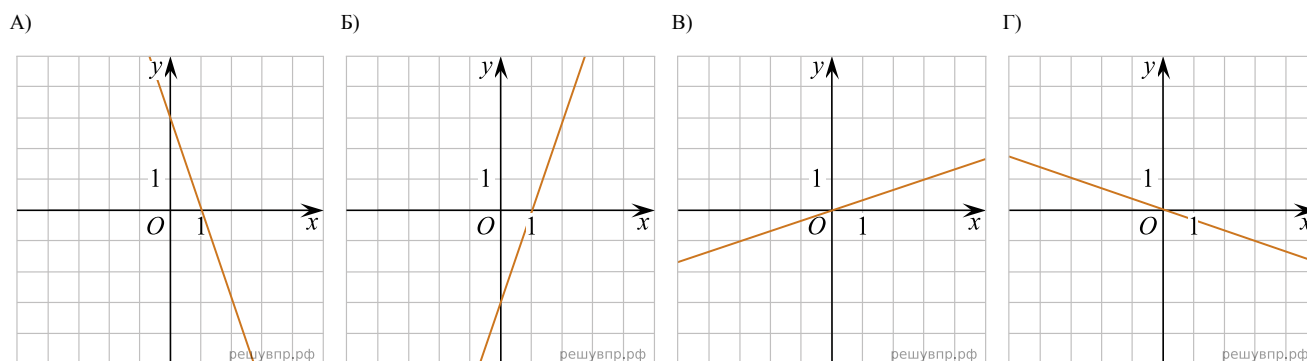 А) Б) В) Г)
y y y y
1 1 1 1
O 1 x O 1 x O 1 x O 1 x
решувпр.рф решувпр.рф решувпр.рф решувпр.рф